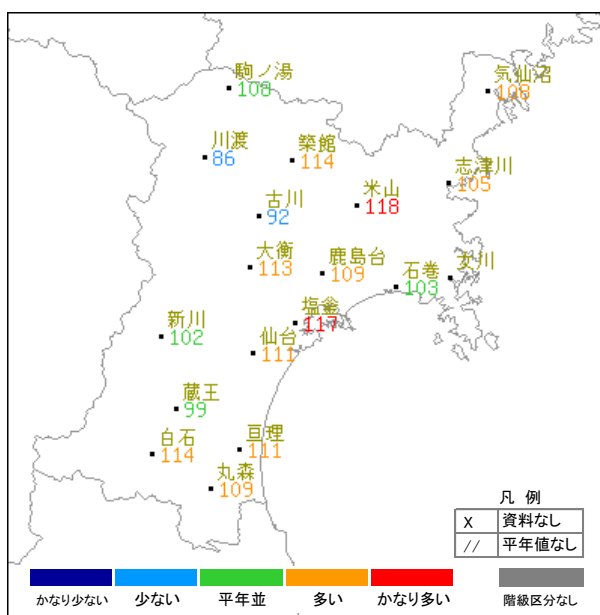 駒ノ湯
108
気仙沼
108
川渡
86
築館
114
志津川
105
米山
118
古川
92
大衡
113
鹿島台
109
石巻
103
女川
塩釜
117
新川
102
仙台
111
蔵王
99
白石
114
亘理
111
丸森
109
凡 例
X 資料なし
// 平年値なし
かなり少ない 少ない 平年並 多い かなり多い 階級区分なし